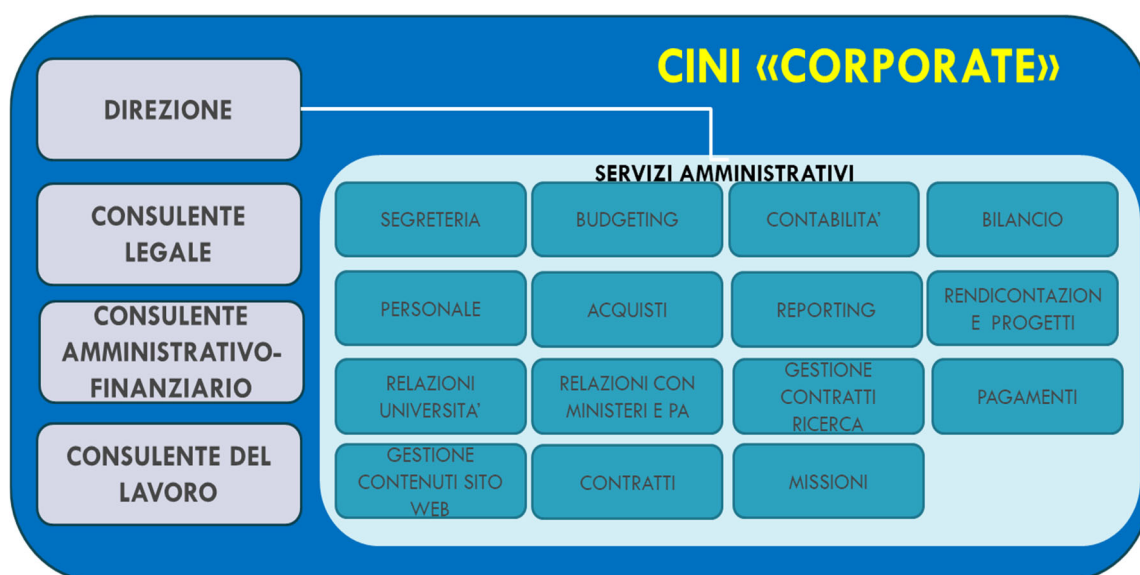 CINI «CORPORATE»
DIREZIONE
CONSULENTE
LEGALE
CONSULENTE
AMMINISTRATIVO-
FINANZIARIO
CONSULENTE DEL
LAVORO
SERVIZI AMMINISTRATIVI
SEGRETERIA
BUDGETING
CONTABILITA'
BILANCIO
PERSONALE
ACQUISTI
REPORTING
RENDICONTAZION
E PROGETTI
RELAZIONI
UNIVERSITA'
RELAZIONI CON
MINISTERI E PA
GESTIONE
CONTRATTI
RICERCA
PAGAMENTI
GESTIONE
CONTENUTI SITO
WEB
CONTRATTI
MISSIONI